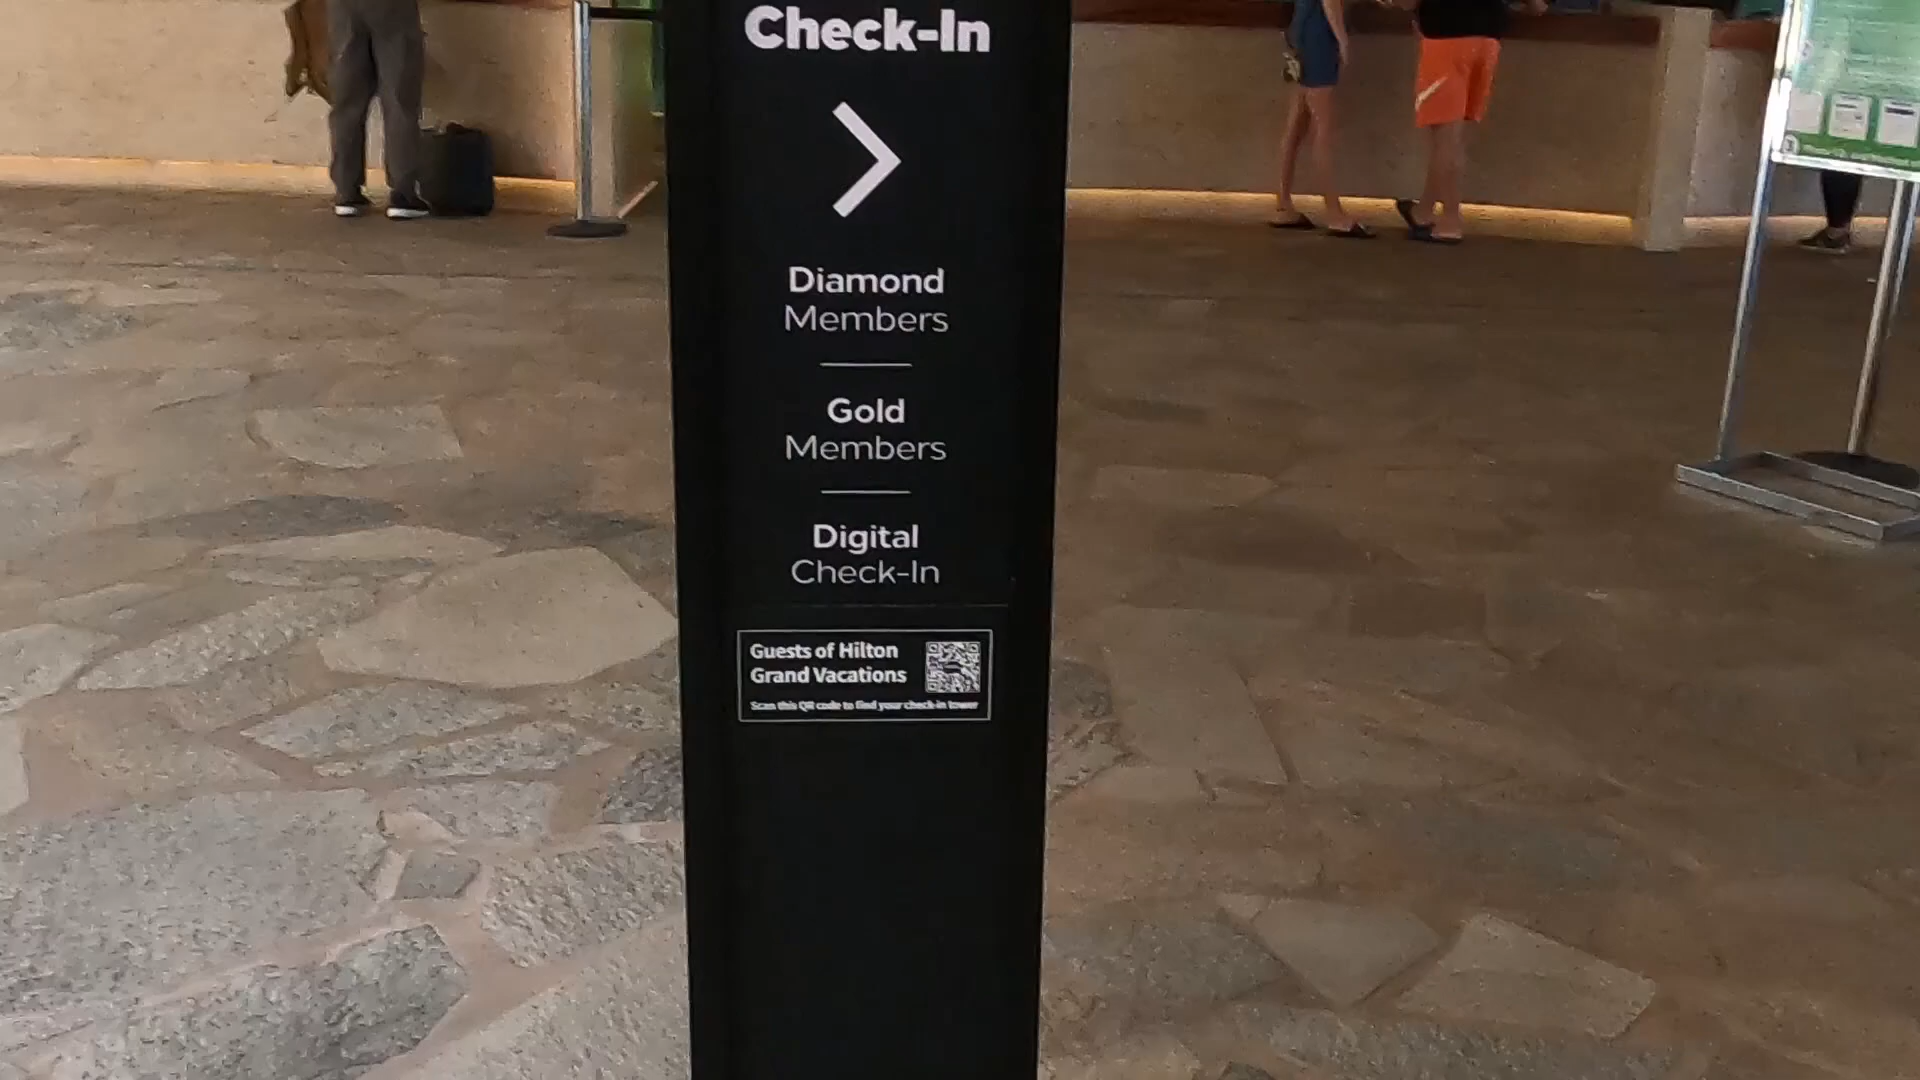 Check-In
Diamond
Members
Gold
Members
Digital
Check-In
Guests of Hilton
Grand Vacations
Scan this QR code to find your check-in tower